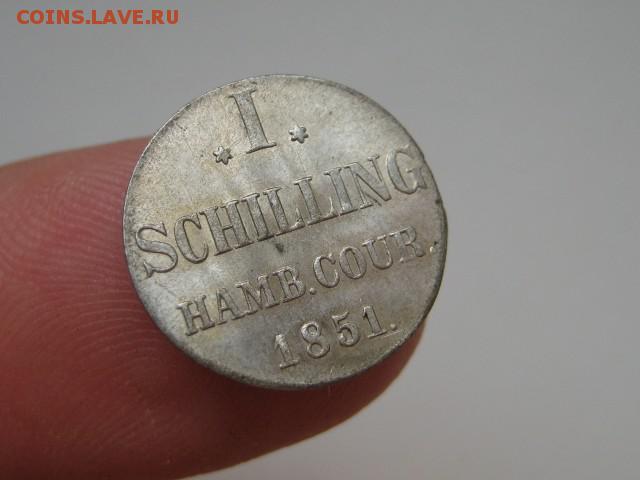 COINS.LAVE.RU
*I*
SCHILLING
HAMB.COUR.
1851.